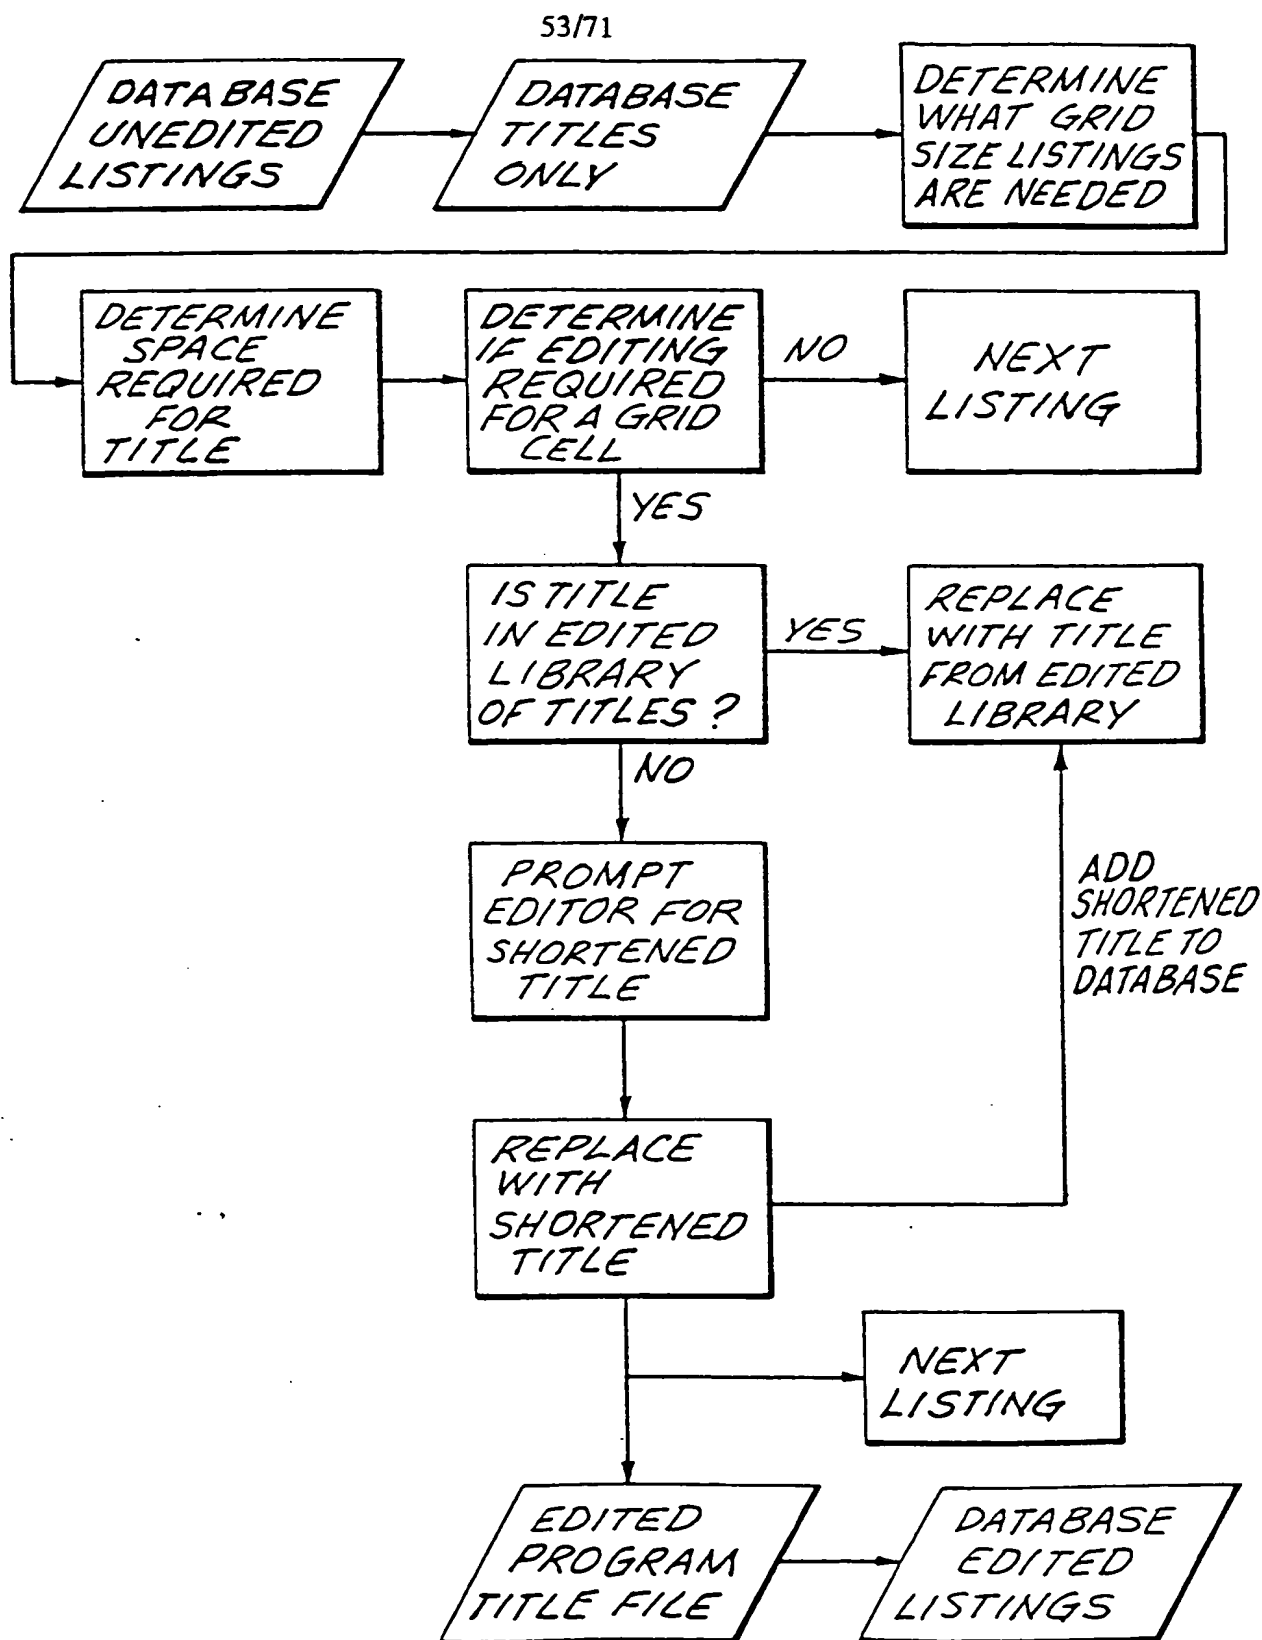 53/71
DATABASE
UNEDITED
LISTINGS
DATABASE
TITLES
ONLY
DETERMINE
WHAT GRID
SIZE LISTINGS
ARE NEEDED
DETERMINE
SPACE
REQUIRED
FOR
TITLE
DETERMINE
IF EDITING
REQUIRED
FOR A GRID
CELL
NO
NEXT
LISTING
YES
IS TITLE
IN EDITED
LIBRARY
OF TITLES ?
YES
REPLACE
WITH TITLE
FROM EDITED
LIBRARY
NO
PROMPT
EDITOR FOR
SHORTENED
TITLE
ADD
SHORTENED
TITLE TO
DATABASE
REPLACE
WITH
SHORTENED
TITLE
NEXT
LISTING
EDITED
PROGRAM
TITLE FILE
DATABASE
EDITED
LISTINGS